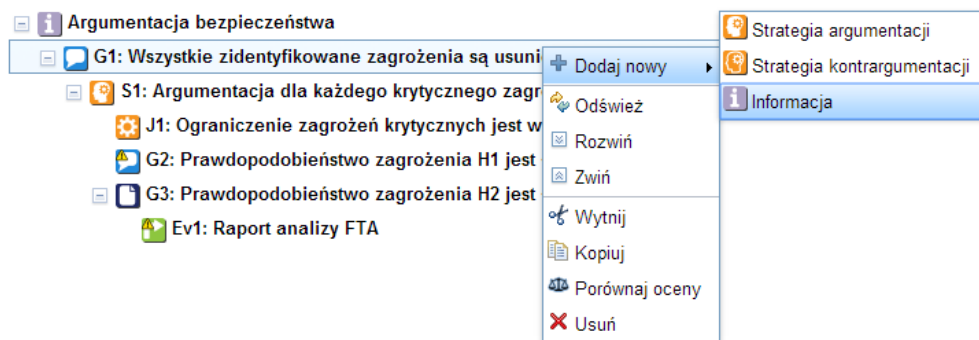 Argumentacja bezpieczeństwa
G1: Wszystkie zidentyfikowane zagrożenia są usuni
S1: Argumentacja dla każdego krytycznego zagr
J1: Ograniczenie zagrożeń krytycznych jest w
G2: Prawdopodobieństwo zagrożenia H1 jest
G3: Prawdopodobieństwo zagrożenia H2 jest
Ev1: Raport analizy FTA
Dodaj nowy
Odśwież
Rozwiń
Zwiń
Wytnij
Kopiuj
Porównaj oceny
Usuń
Strategia argumentacji
Strategia kontrargumentacji
Informacja